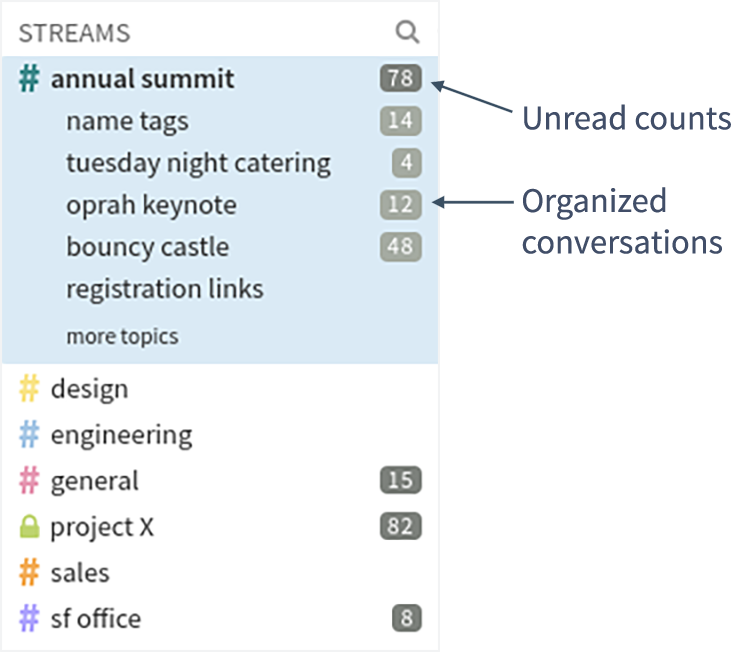 STREAMS
# annual summit 78
name tags 14
tuesday night catering 4
oprah keynote 12
bouncy castle 48
registration links
more topics
# design
# engineering
# general 15
project X 82
# sales
# sf office 8
Unread counts
Organized
conversations